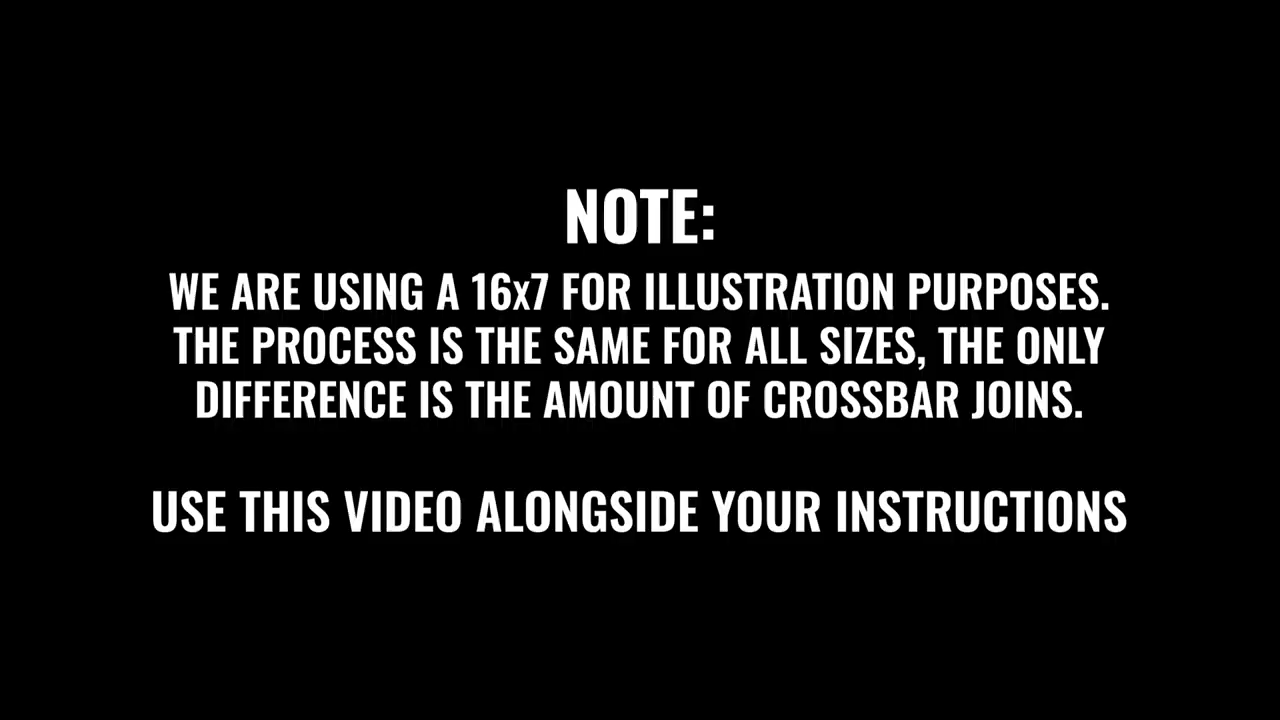 NOTE:
WE ARE USING A 16x7 FOR ILLUSTRATION PURPOSES.
THE PROCESS IS THE SAME FOR ALL SIZES, THE ONLY
DIFFERENCE IS THE AMOUNT OF CROSSBAR JOINS.
USE THIS VIDEO ALONGSIDE YOUR INSTRUCTIONS